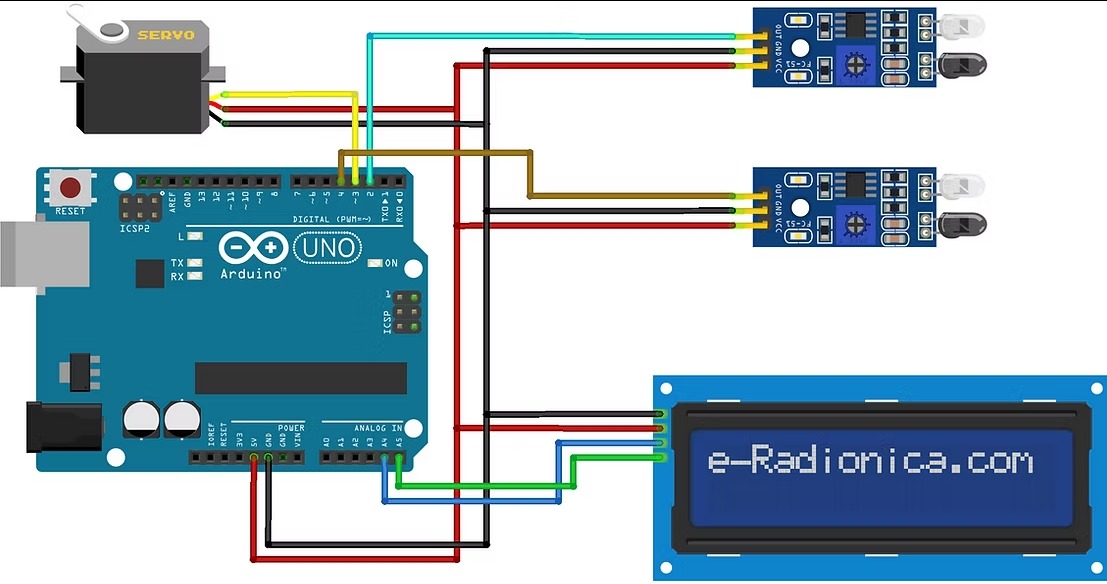 SERVO
OUT
GND
VCC
FC-51
RESET
ICSP2
AREF
GND
13
12
~11
~10
~9
8
7
~6
~5
4
~3
2
TX0▶1
RX0◀0
DIGITAL (PWM=~)
L
TX
RX
UNO
Arduino™
ON
OUT
GND
VCC
FC-51
1
ICSP
IOREF
RESET
3V3
5V
GND
GND
VIN
POWER
ANALOG IN
A0
A1
A2
A3
A4
A5
e-Radionica.com